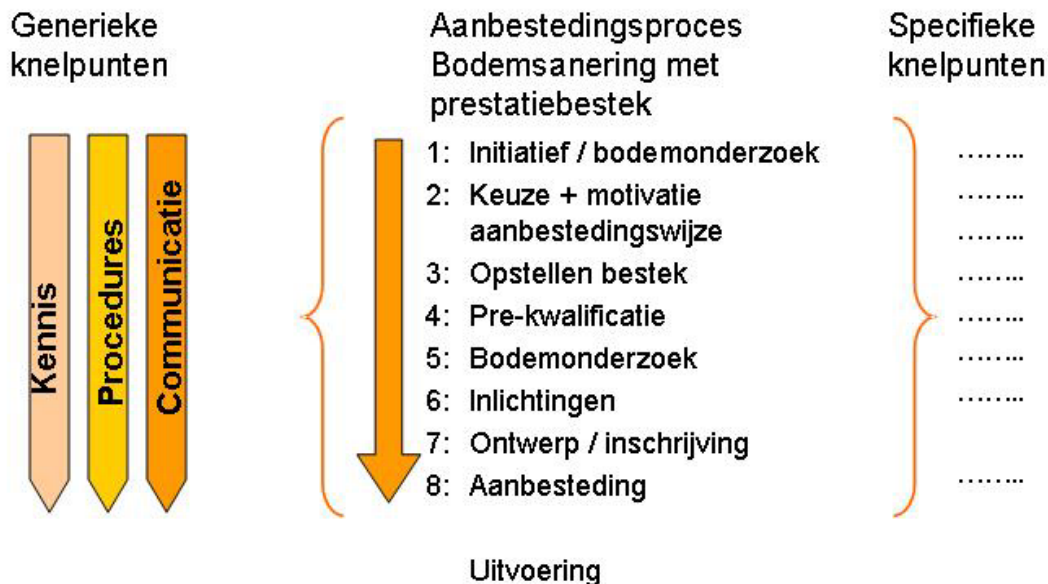 Generieke
knelpunten
Kennis
Procedures
Communicatie
Aanbestedingsproces
Bodemsanering met
prestatiebestek
1: Initiatief / bodemonderzoek
2: Keuze + motivatie
aanbestedingswijze
3: Opstellen bestek
4: Pre-kwalificatie
5: Bodemonderzoek
6: Inlichtingen
7: Ontwerp / inschrijving
8: Aanbesteding
Uitvoering
Specifieke
knelpunten
........
........
........
........
........
........
........
........